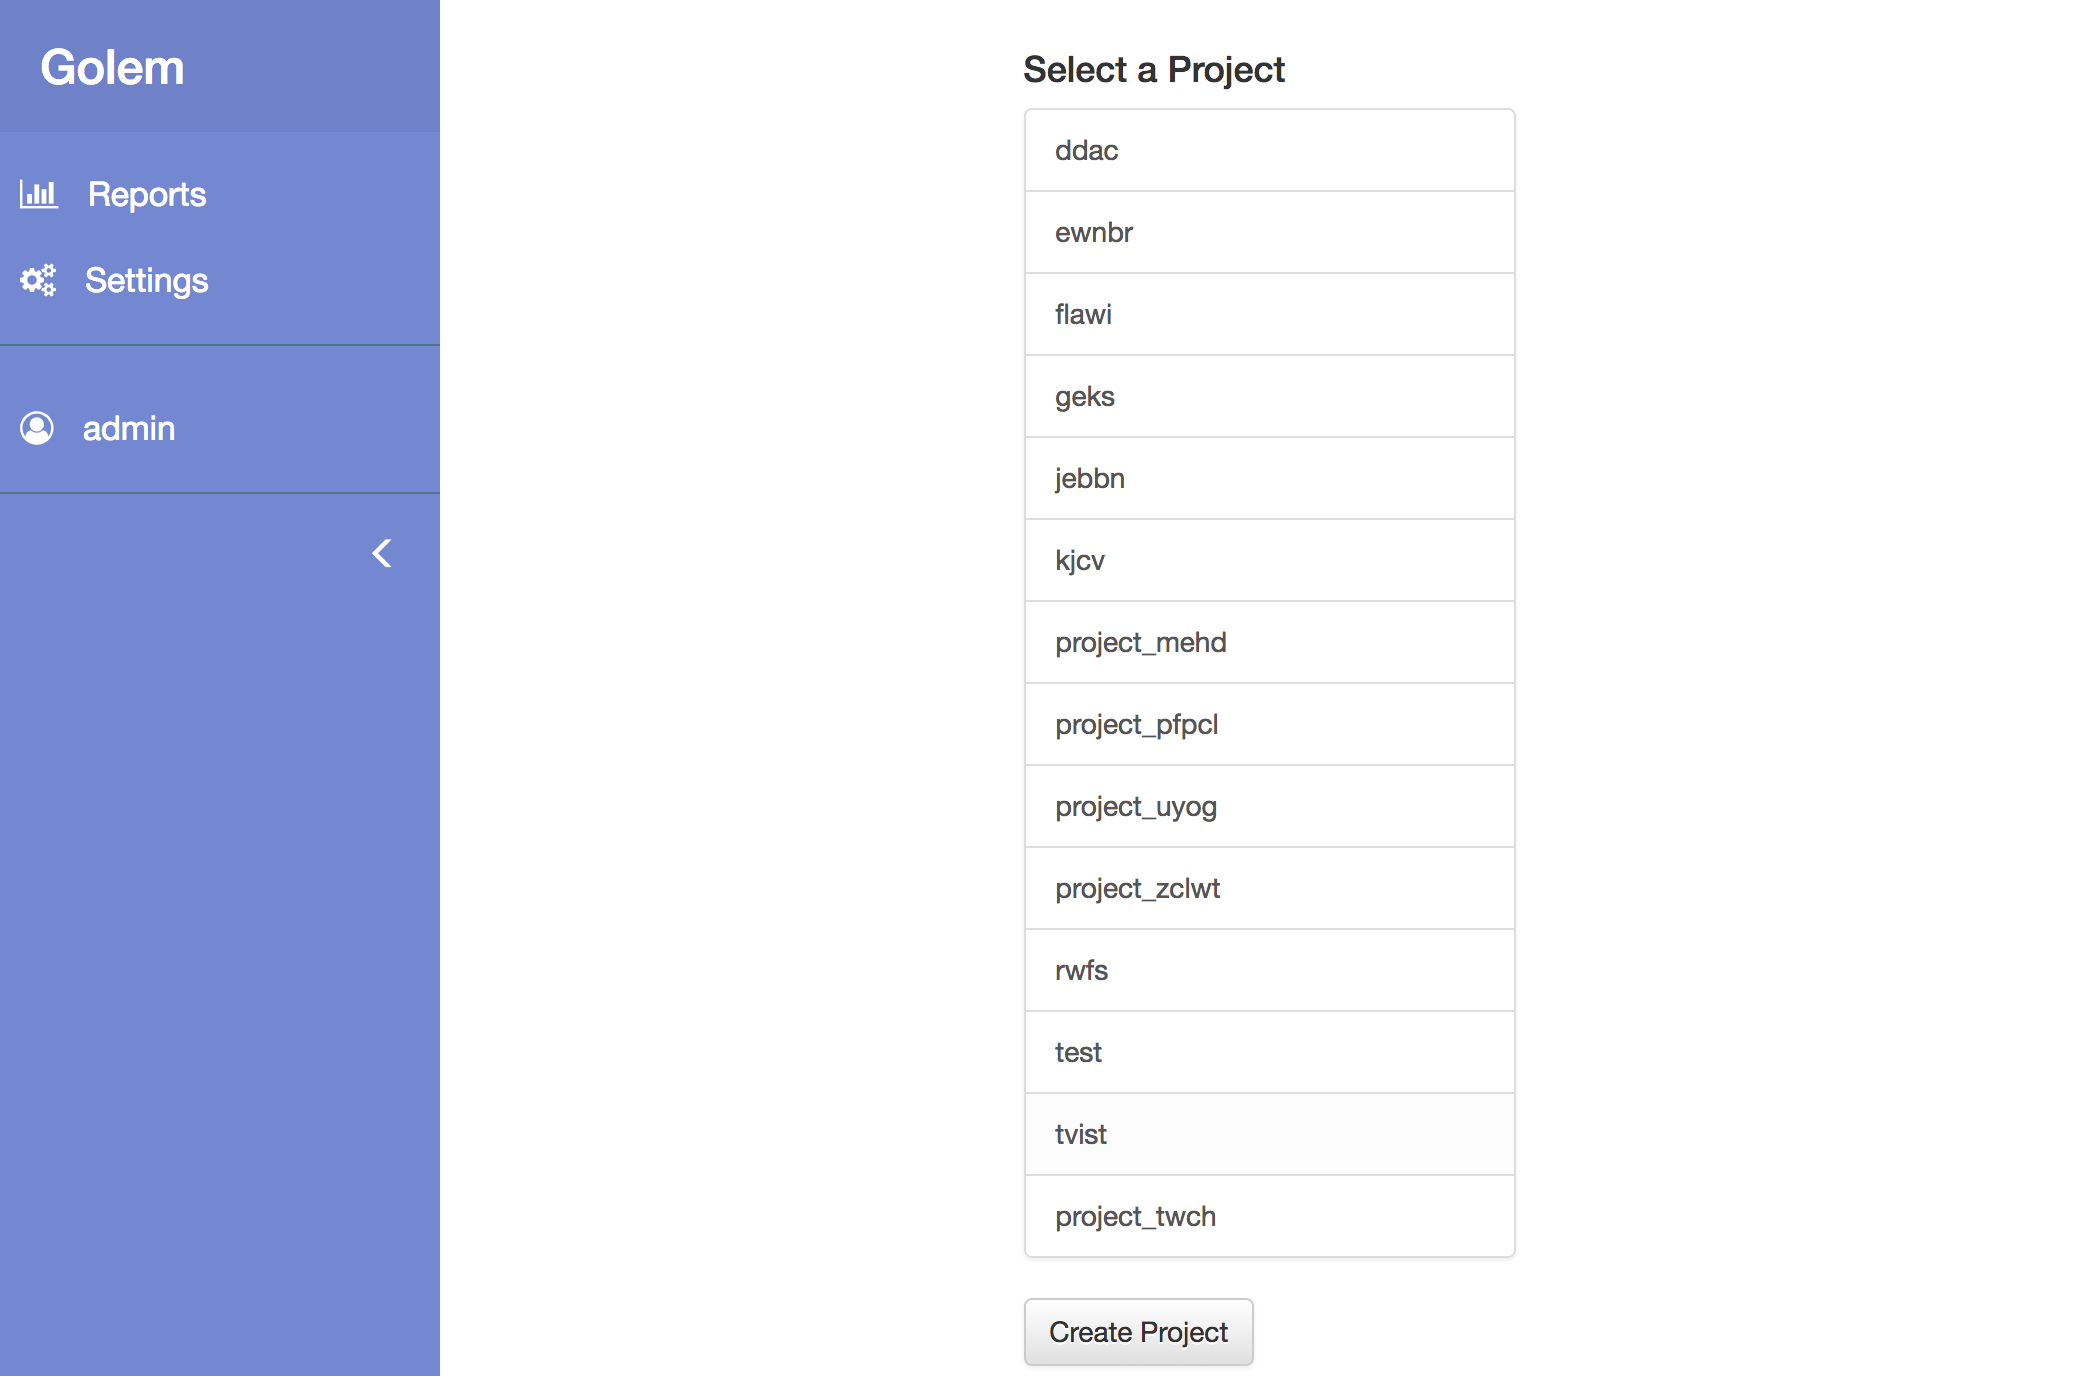 Golem
Reports
Settings
admin
Select a Project
ddac
ewnbr
flawi
geks
jebbn
kjcv
project_mehd
project_pfpcl
project_uyog
project_zclwt
rwfs
test
tvist
project_twch
Create Project